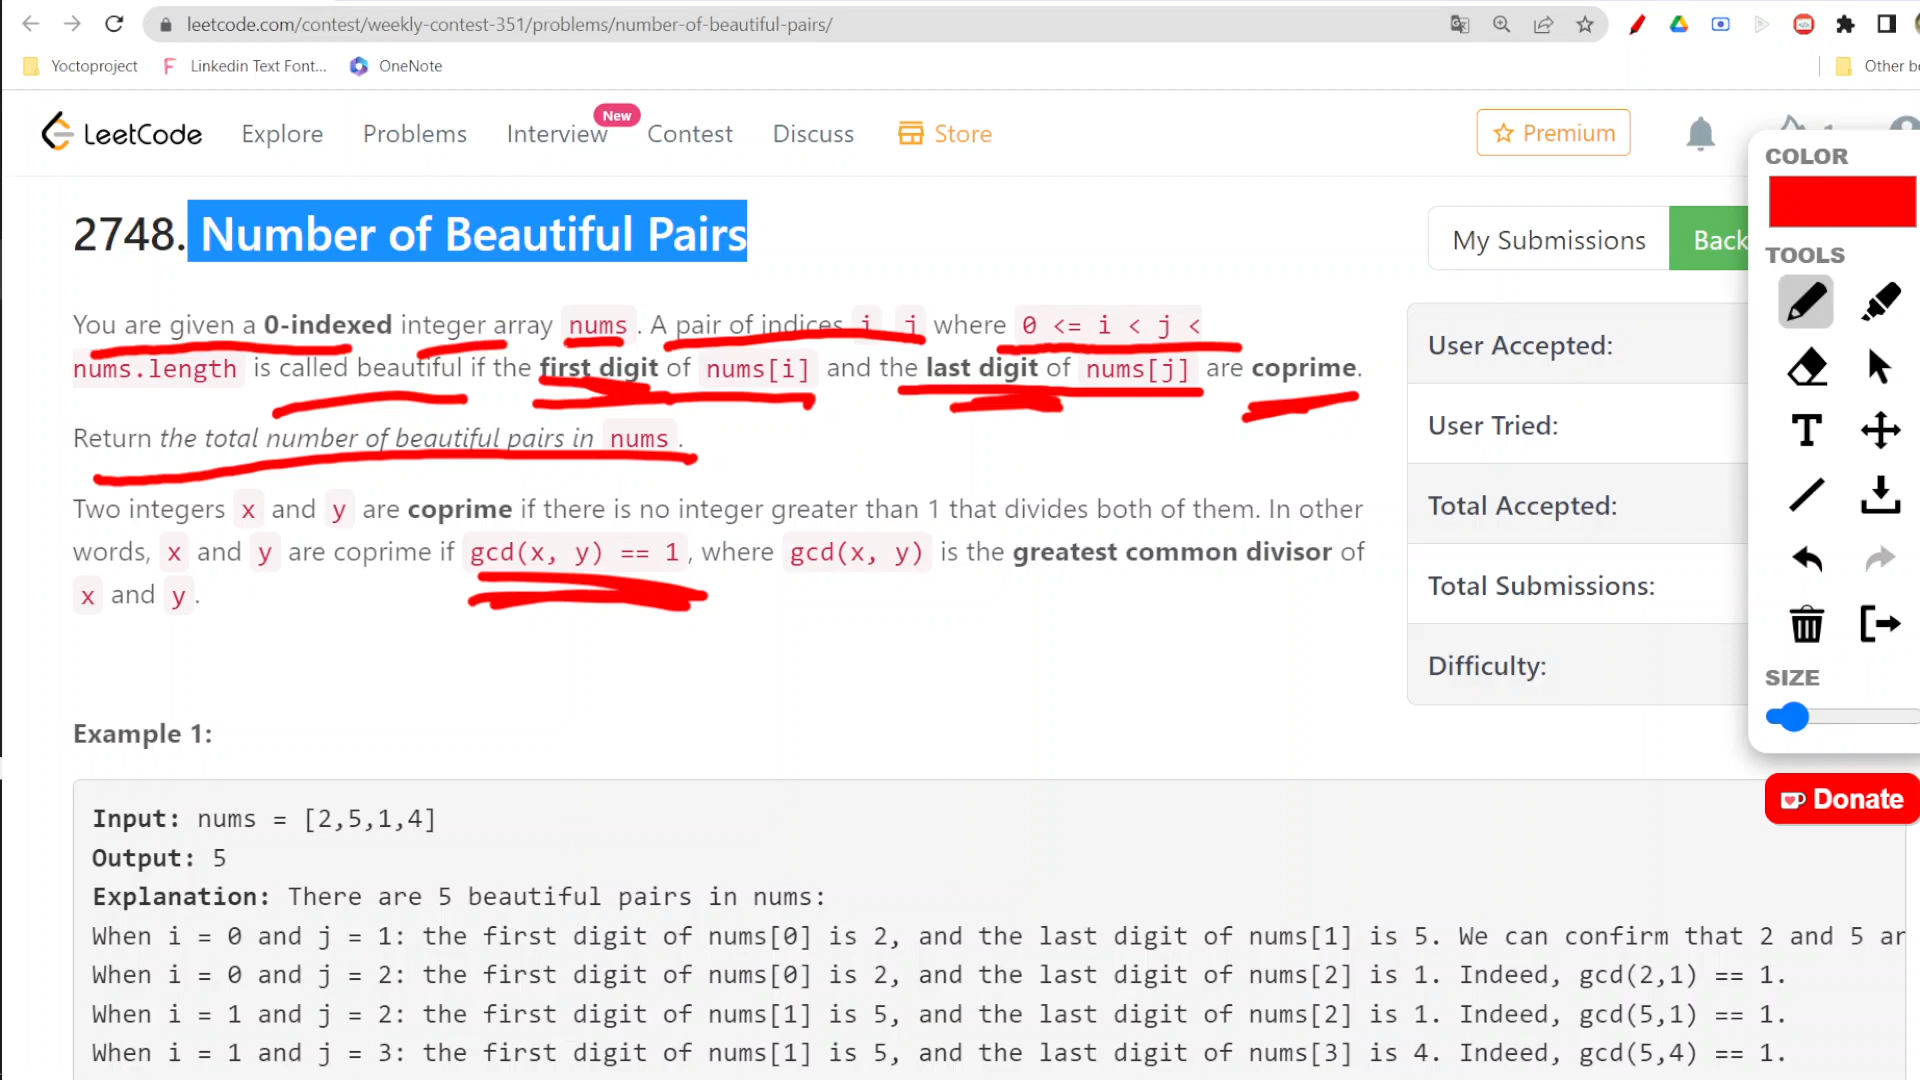 leetcode.com/contest/weekly-contest-351/problems/number-of-beautiful-pairs/
Yoctoproject Linkedin Text Font... OneNote Other be
LeetCode Explore Problems Interview New Contest Discuss Store Premium 1
COLOR
2748. Number of Beautiful Pairs
My Submissions Back
TOOLS
You are given a 0-indexed integer array nums. A pair of indices i, j where 0 <= i < j <
nums.length is called beautiful if the first digit of nums[i] and the last digit of nums[j] are coprime.
Return the total number of beautiful pairs in nums.
Two integers x and y are coprime if there is no integer greater than 1 that divides both of them. In other
words, x and y are coprime if gcd(x, y) == 1, where gcd(x, y) is the greatest common divisor of
x and y.
User Accepted:
User Tried:
Total Accepted:
Total Submissions:
Difficulty:
T
SIZE
Donate
Example 1:
Input: nums = [2,5,1,4]
Output: 5
Explanation: There are 5 beautiful pairs in nums:
When i = 0 and j = 1: the first digit of nums[0] is 2, and the last digit of nums[1] is 5. We can confirm that 2 and 5 ar
When i = 0 and j = 2: the first digit of nums[0] is 2, and the last digit of nums[2] is 1. Indeed, gcd(2,1) == 1.
When i = 1 and j = 2: the first digit of nums[1] is 5, and the last digit of nums[2] is 1. Indeed, gcd(5,1) == 1.
When i = 1 and j = 3: the first digit of nums[1] is 5, and the last digit of nums[3] is 4. Indeed, gcd(5,4) == 1.